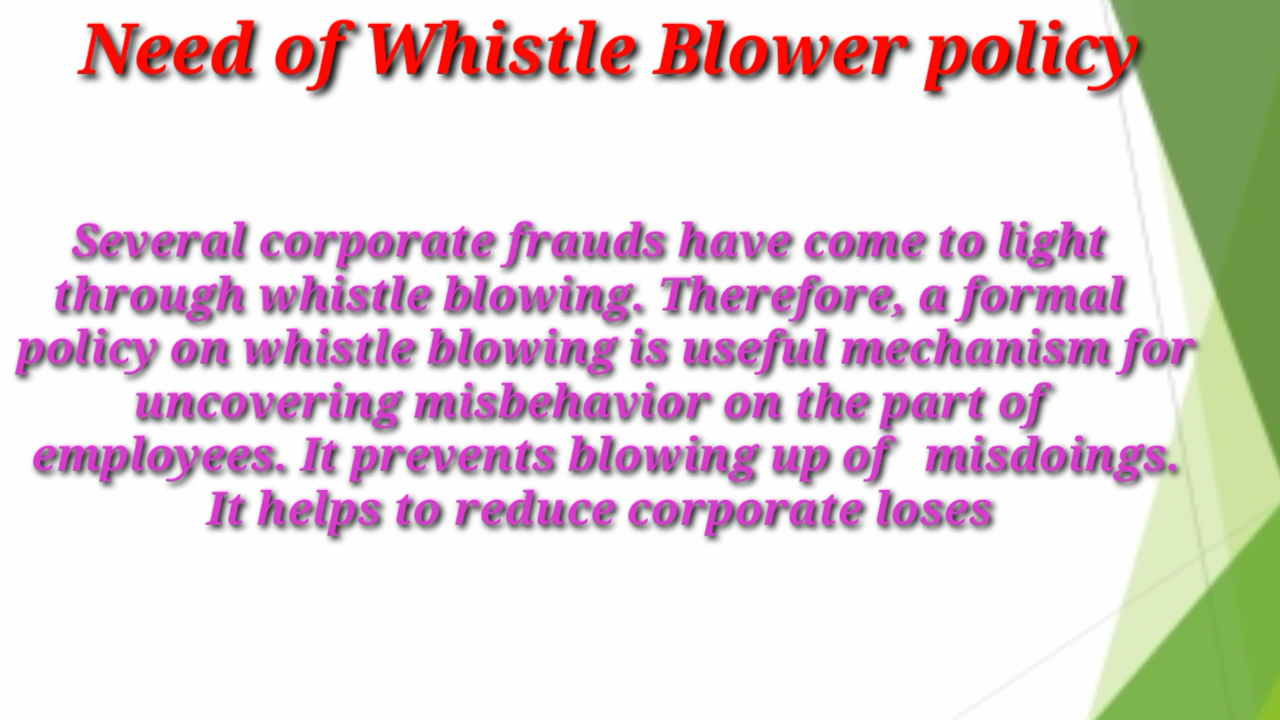 Need of Whistle Blower policy
Several corporate frauds have come to light
through whistle blowing. Therefore, a formal
policy on whistle blowing is useful mechanism for
uncovering misbehavior on the part of
employees. It prevents blowing up of   misdoings.
It helps to reduce corporate loses